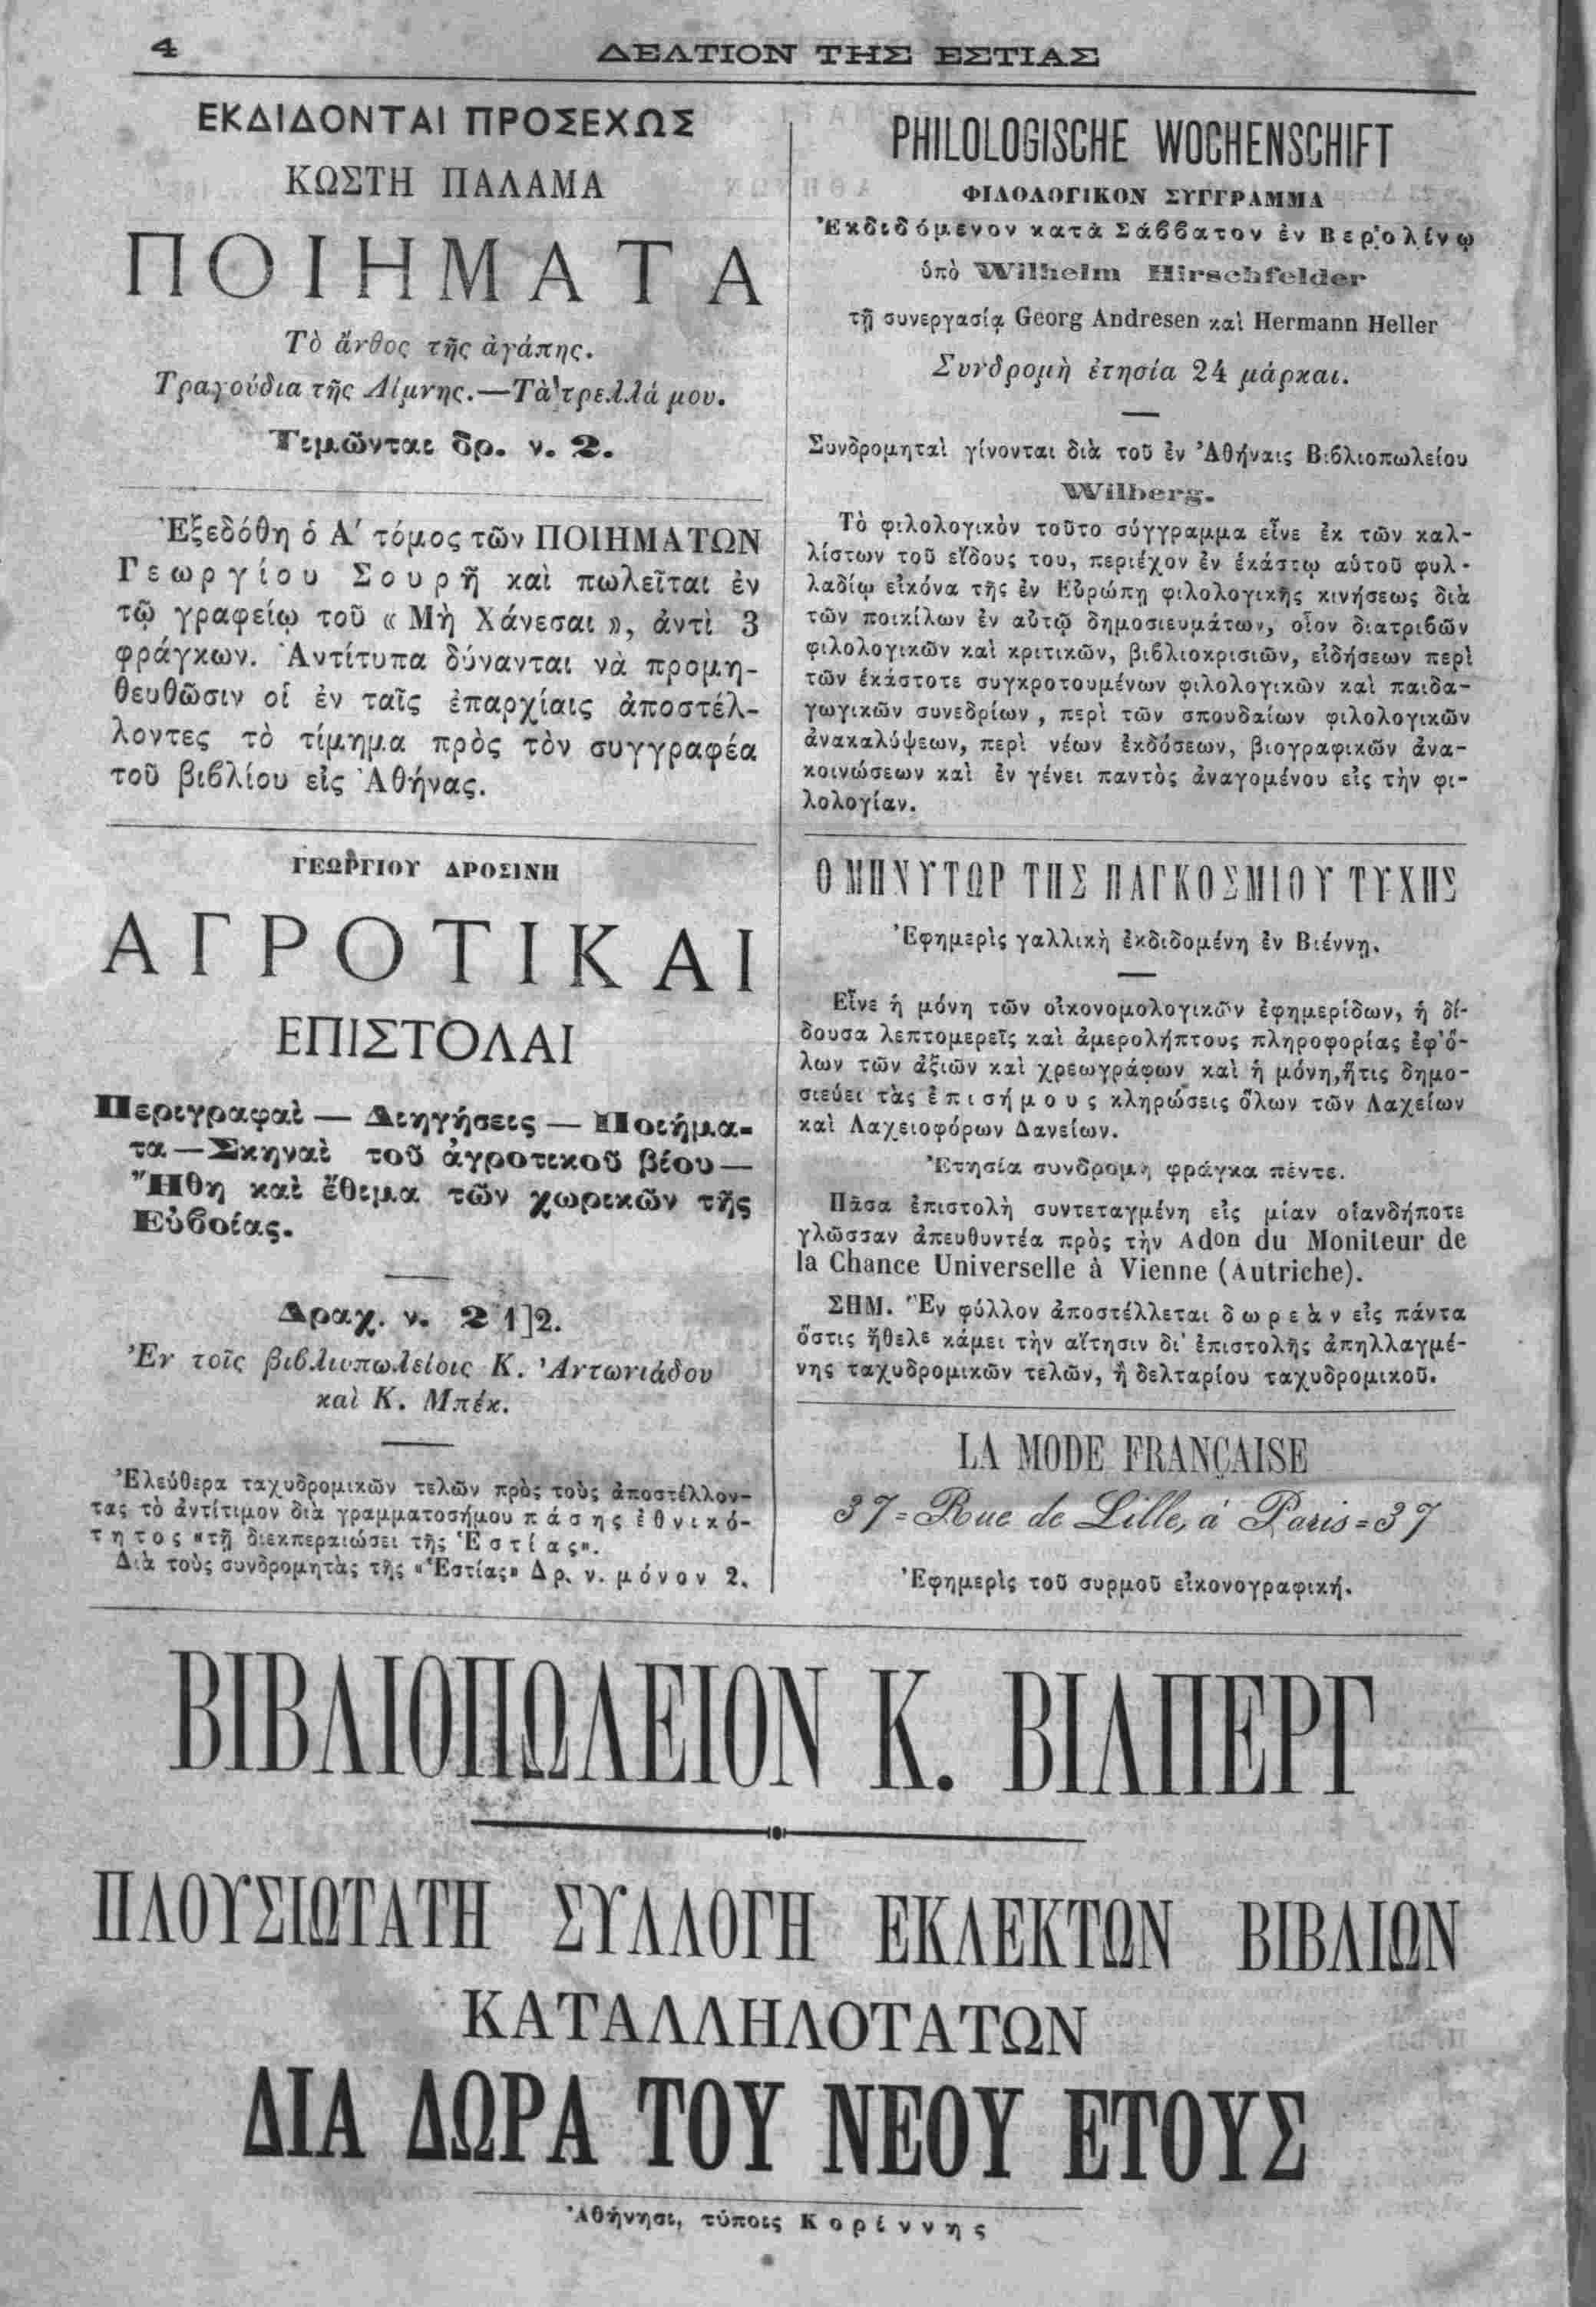 4
ΔΕΛΤΙΟΝ ΤΗΣ ΕΣΤΙΑΣ
ΕΚΔΙΔΟΝΤΑΙ ΠΡΟΣΕΧΩΣ
ΚΩΣΤΗ ΠΑΛΑΜΑ
ΠΟΙΗΜΑΤΑ
Τὸ ἄνθος τῆς ἀγάπης.
Τραγούδια τῆς Λίμνης.—Τὰ τρελλά μου.
Τιμῶνται δρ. ν. 2.
Ἐξεδόθη ὁ Α΄ τόμος τῶν ΠΟΙΗΜΑΤΩΝ
Γεωργίου Σουρῆ καὶ πωλεῖται ἐν
τῷ γραφείῳ τοῦ « Μὴ Χάνεσαι », ἀντὶ 3
φράγκων. Ἀντίτυπα δύνανται νὰ προμη-
θευθῶσιν οἱ ἐν ταῖς ἐπαρχίαις ἀποστέλ-
λοντες τὸ τίμημα πρὸς τὸν συγγραφέα
τοῦ βιβλίου εἰς Ἀθήνας.
ΓΕΩΡΓΙΟΥ ΔΡΟΣΙΝΗ
ΑΓΡΟΤΙΚΑΙ
ΕΠΙΣΤΟΛΑΙ
Περιγραφαὶ — Διηγήσεις — Ποιήμα-
τα — Σκηναὶ τοῦ ἀγροτικοῦ βίου —
Ἤθη καὶ ἔθιμα τῶν χωρικῶν τῆς
Εὐβοίας.
Δραχ. ν. 2 1]2.
Ἐν τοῖς βιβλιοπωλείοις Κ. Ἀντωνιάδου
καὶ Κ. Μπέκ.
Ἐλεύθερα ταχυδρομικῶν τελῶν πρὸς τοὺς ἀποστέλλον-
τας τὸ ἀντίτιμον διὰ γραμματοσήμου πάσης ἐθνικό-
τητος «τῇ διεκπεραιώσει τῆς Ἑστίας».
Διὰ τοὺς συνδρομητὰς τῆς «Ἑστίας» Δρ. ν. μόνον 2.
PHILOLOGISCHE WOCHENSCHIFT
ΦΙΛΟΛΟΓΙΚΟΝ ΣΥΓΓΡΑΜΜΑ
Ἐκδιδόμενον κατὰ Σάββατον ἐν Βερολίνῳ
ὑπὸ Wilhelm Hirschfelder
τῇ συνεργασίᾳ Georg Andresen καὶ Hermann Heller
Συνδρομὴ ἐτησία 24 μάρκαι.
Συνδρομηταὶ γίνονται διὰ τοῦ ἐν Ἀθήναις Βιβλιοπωλείου
Wilberg.
Τὸ φιλολογικὸν τοῦτο σύγγραμμα εἶνε ἐκ τῶν καλ-
λίστων τοῦ εἴδους του, περιέχον ἐν ἑκάστῳ αὑτοῦ φυλ-
λαδίῳ εἰκόνα τῆς ἐν Εὐρώπῃ φιλολογικῆς κινήσεως διὰ
τῶν ποικίλων ἐν αὐτῷ δημοσιευμάτων, οἷον διατριβῶν
φιλολογικῶν καὶ κριτικῶν, βιβλιοκρισιῶν, εἰδήσεων περὶ
τῶν ἑκάστοτε συγκροτουμένων φιλολογικῶν καὶ παιδα-
γωγικῶν συνεδρίων, περὶ τῶν σπουδαίων φιλολογικῶν
ἀνακαλύψεων, περὶ νέων ἐκδόσεων, βιογραφικῶν ἀνα-
κοινώσεων καὶ ἐν γένει παντὸς ἀναγομένου εἰς τὴν φι-
λολογίαν.
Ο ΜΗΝΥΤΩΡ ΤΗΣ ΠΑΓΚΟΣΜΙΟΥ ΤΥΧΗΣ
Ἐφημερὶς γαλλικὴ ἐκδιδομένη ἐν Βιέννῃ.
Εἶνε ἡ μόνη τῶν οἰκονομολογικῶν ἐφημερίδων, ἡ δί-
δουσα λεπτομερεῖς καὶ ἀμερολήπτους πληροφορίας ἐφ' ὅ-
λων τῶν ἀξιῶν καὶ χρεωγράφων καὶ ἡ μόνη, ἥτις δημο-
σιεύει τὰς ἐπισήμους κληρώσεις ὅλων τῶν Λαχείων
καὶ Λαχειοφόρων Δανείων.
Ἐτησία συνδρομὴ φράγκα πέντε.
Πᾶσα ἐπιστολὴ συντεταγμένη εἰς μίαν οἱανδήποτε
γλῶσσαν ἀπευθυντέα πρὸς τὴν Adon du Moniteur de
la Chance Universelle à Vienne (Autriche).
ΣΗΜ. Ἓν φύλλον ἀποστέλλεται δωρεὰν εἰς πάντα
ὅστις ἤθελε κάμει τὴν αἴτησιν δι' ἐπιστολῆς ἀπηλλαγμέ-
νης ταχυδρομικῶν τελῶν, ἢ δελταρίου ταχυδρομικοῦ.
LA MODE FRANÇAISE
37=Rue de Lille, à Paris=37
Ἐφημερὶς τοῦ συρμοῦ εἰκονογραφική.
ΒΙΒΛΙΟΠΩΛΕΙΟΝ Κ. ΒΙΛΠΕΡΓ
ΠΛΟΥΣΙΩΤΑΤΗ ΣΥΛΛΟΓΗ ΕΚΛΕΚΤΩΝ ΒΙΒΛΙΩΝ
ΚΑΤΑΛΛΗΛΟΤΑΤΩΝ
ΔΙΑ ΔΩΡΑ ΤΟΥ ΝΕΟΥ ΕΤΟΥΣ
Ἀθήνησι, τύποις Κορίννης